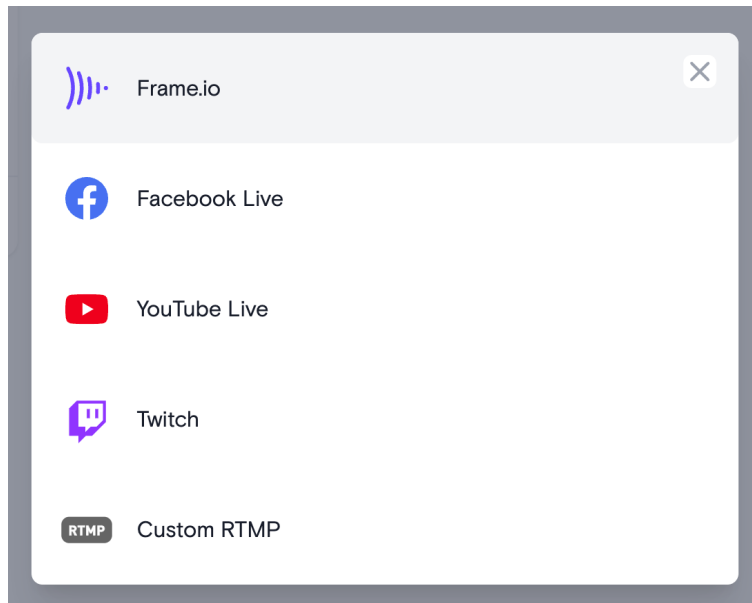 Frame.io
Facebook Live
YouTube Live
Twitch
RTMP Custom RTMP